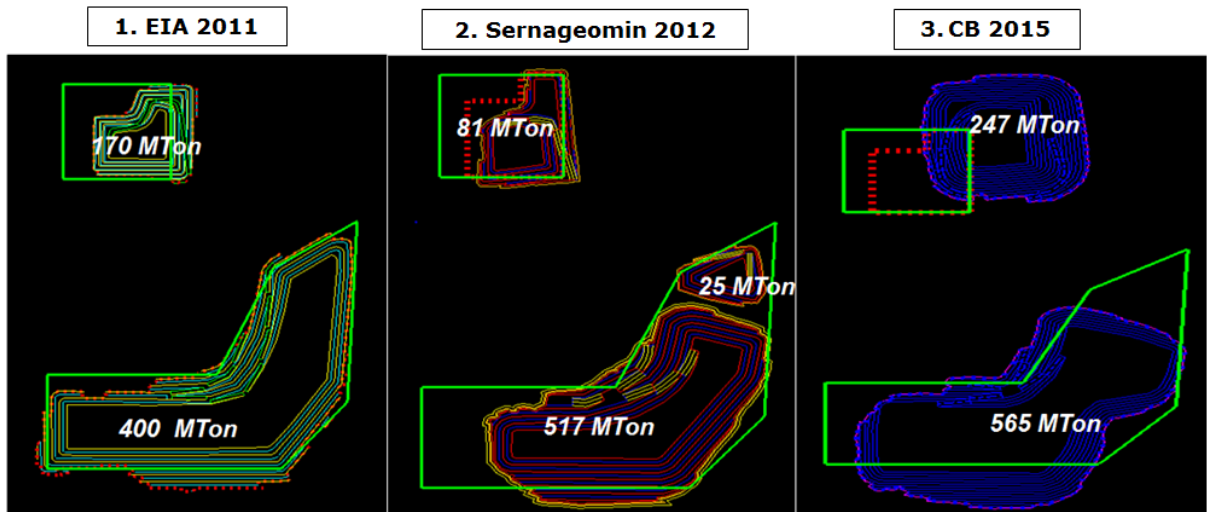 1. EIA 2011
2. Sernageomin 2012
3. CB 2015
170 MTon
81 MTon
247 MTon
25 MTon
400 MTon
517 MTon
565 MTon